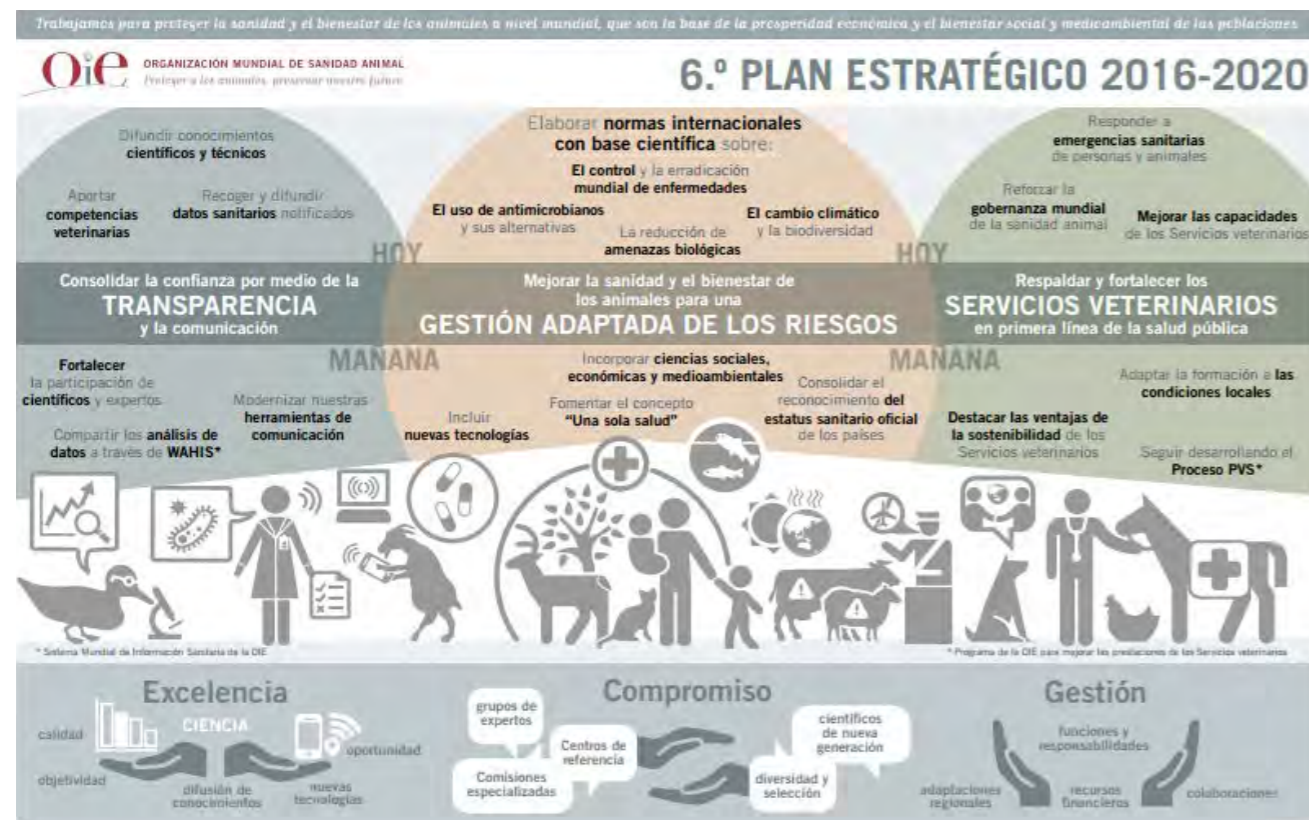 Trabajamos para proteger la sanidad y el bienestar de los animales a nivel mundial, que son la base de la prosperidad económica y el bienestar social y medioambiental de las poblaciones
Oie
ORGANIZACIÓN MUNDIAL DE SANIDAD ANIMAL
Proteger a los animales, preservar nuestro futuro
6.º PLAN ESTRATÉGICO 2016-2020
Difundir conocimientos
científicos y técnicos
Aportar
competencias
veterinarias
Recoger y difundir
datos sanitarios notificados
HOY
Consolidar la confianza por medio de la
TRANSPARENCIA
y la comunicación
MAÑANA
Fortalecer
la participación de
científicos y expertos
Modernizar nuestras
herramientas de
comunicación
Compartir los análisis de
datos a través de WAHIS*
Elaborar normas internacionales
con base científica sobre:
El control y la erradicación
mundial de enfermedades
El uso de antimicrobianos
y sus alternativas
La reducción de
amenazas biológicas
El cambio climático
y la biodiversidad
HOY
Mejorar la sanidad y el bienestar de
los animales para una
GESTIÓN ADAPTADA DE LOS RIESGOS
MAÑANA
Incorporar ciencias sociales,
económicas y medioambientales
Incluir
nuevas tecnologías
Fomentar el concepto
“Una sola salud”
Consolidar el
reconocimiento del
estatus sanitario oficial
de los países
Responder a
emergencias sanitarias
de personas y animales
Reforzar la
gobernanza mundial
de la sanidad animal
Mejorar las capacidades
de los Servicios veterinarios
Respaldar y fortalecer los
SERVICIOS VETERINARIOS
en primera línea de la salud pública
Adaptar la formación a las
condiciones locales
Destacar las ventajas de
la sostenibilidad de los
Servicios veterinarios
Seguir desarrollando el
Proceso PVS*
* Sistema Mundial de Información Sanitaria de la OIE
* Programa de la OIE para mejorar las prestaciones de los Servicios veterinarios
Excelencia
CIENCIA
calidad
objetividad
difusión de
conocimientos
nuevas
tecnologías
oportunidad
Compromiso
grupos de
expertos
Centros de
referencia
Comisiones
especializadas
científicos
de nueva
generación
diversidad y
selección
Gestión
funciones y
responsabilidades
adaptaciones
regionales
recursos
financieros
colaboraciones